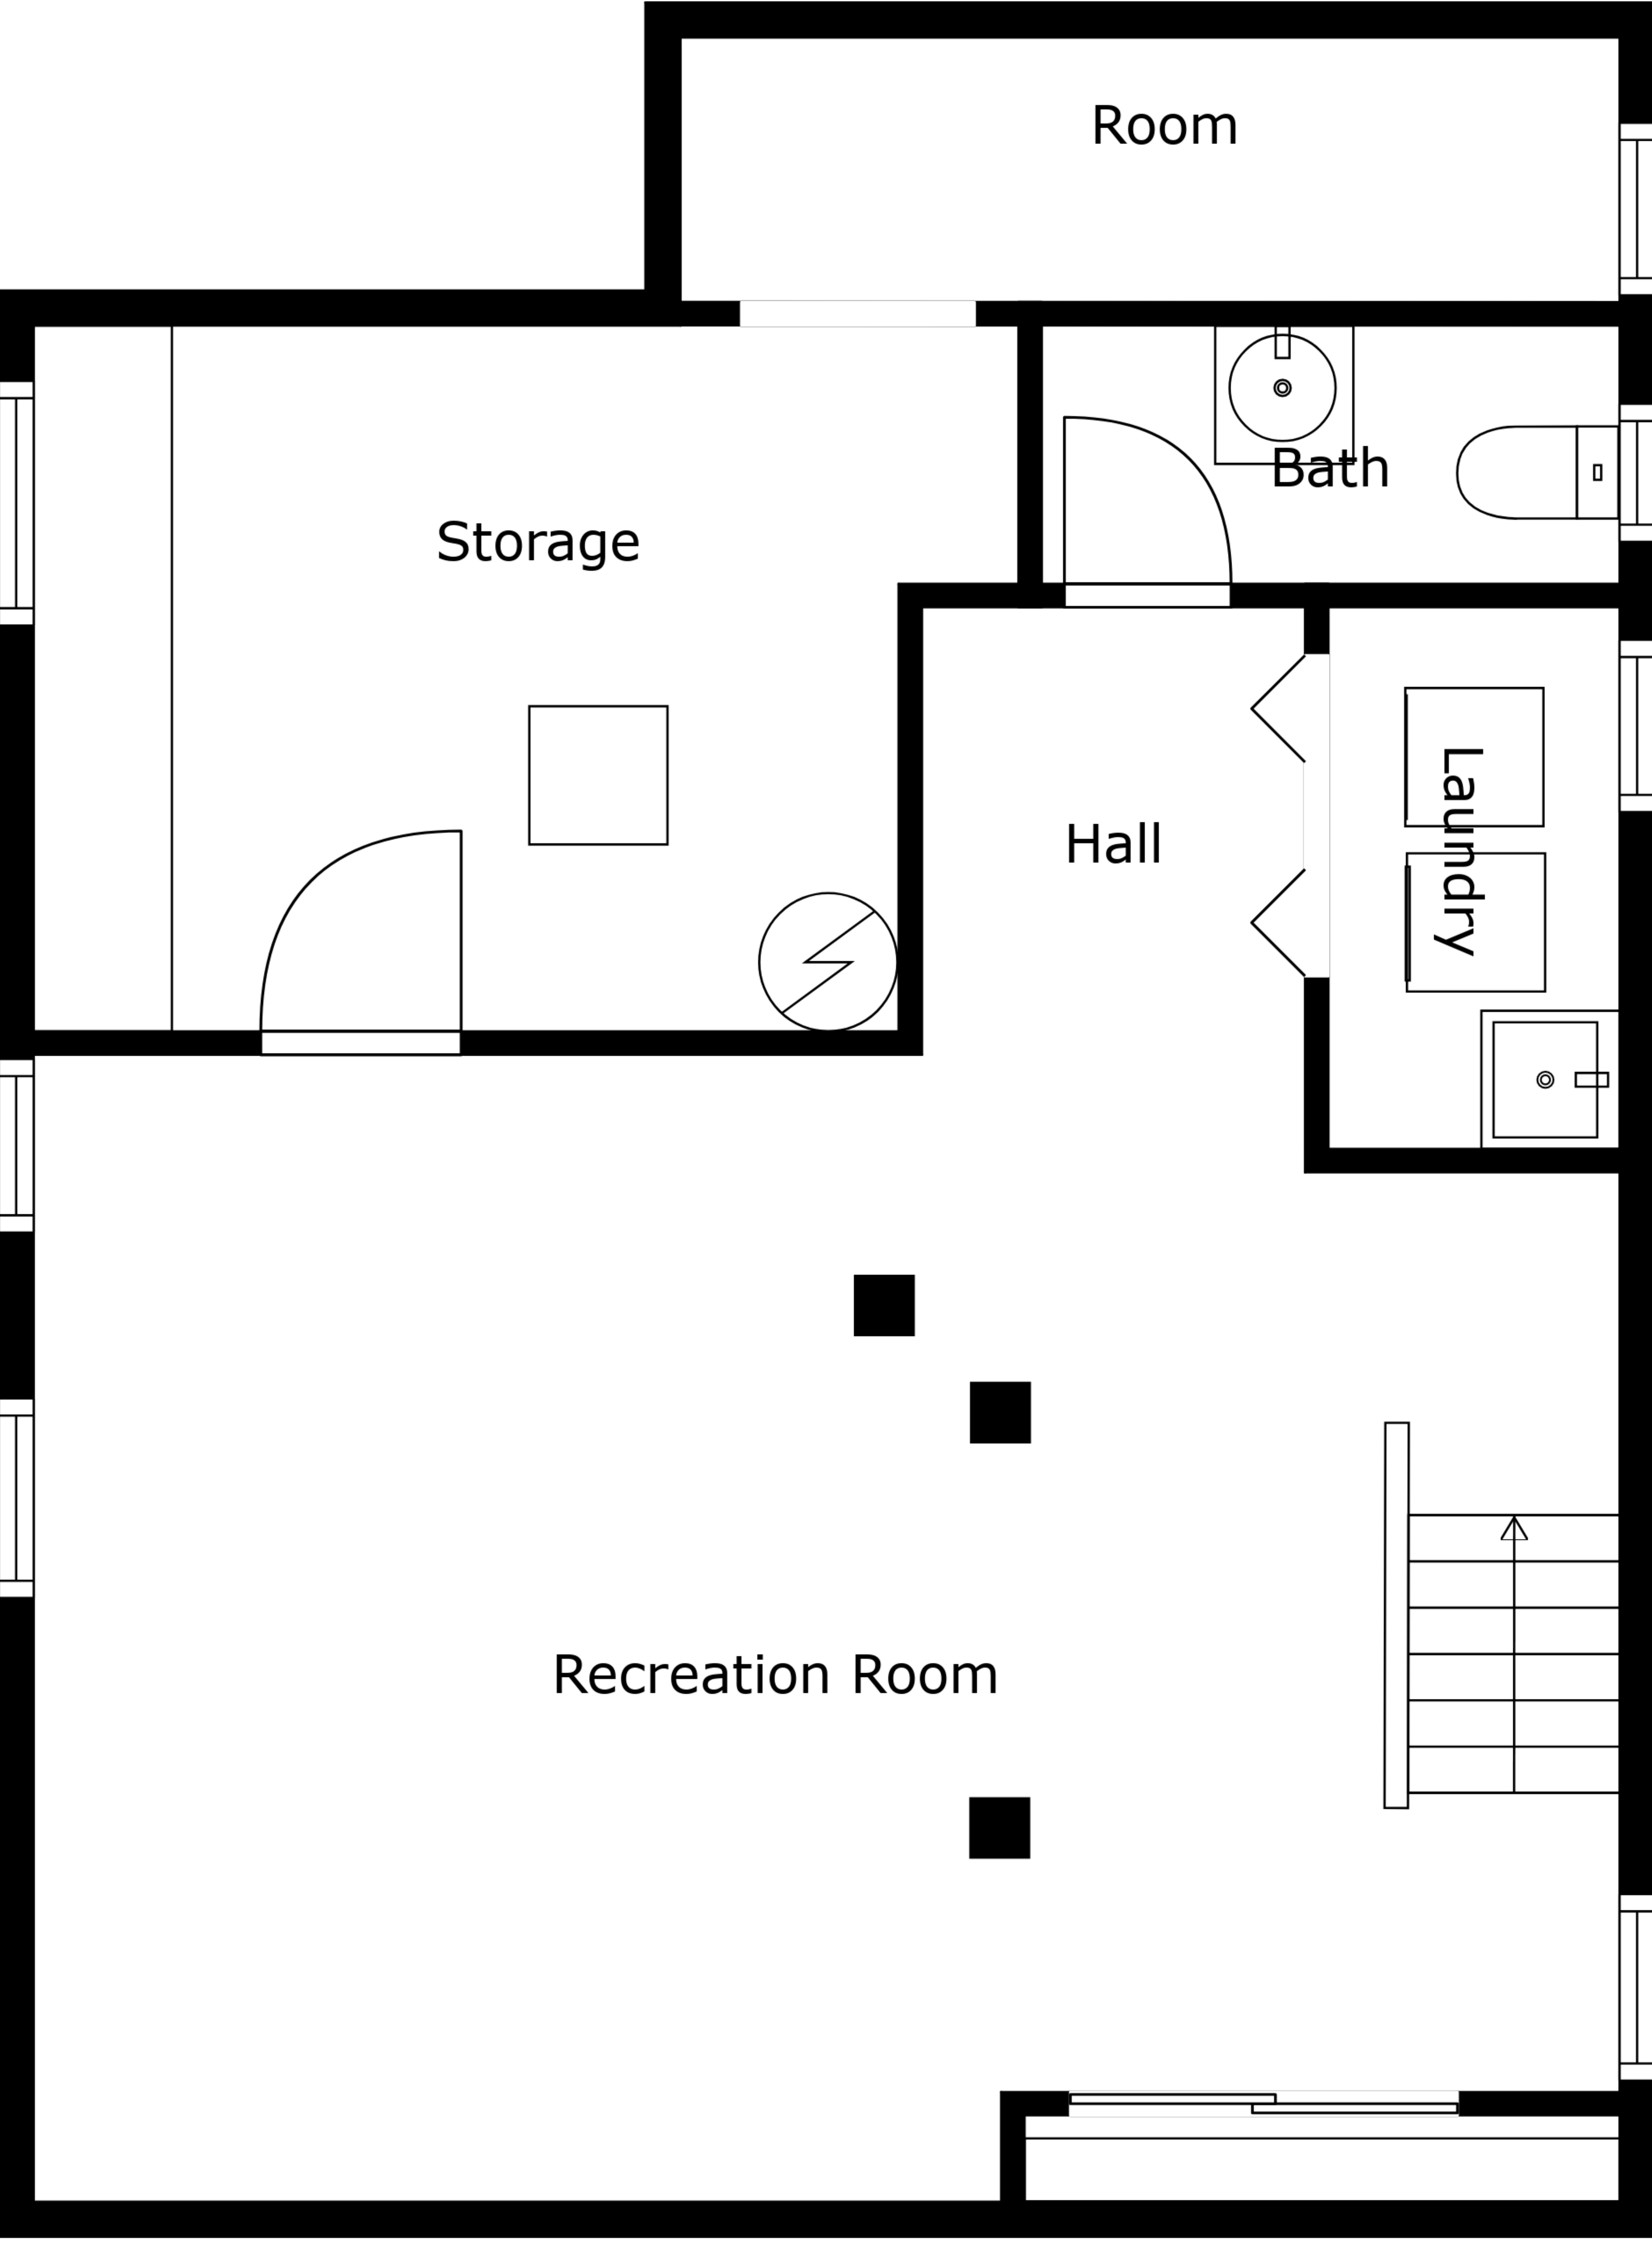 Room
Bath
Storage
Laundry
Hall
Recreation Room